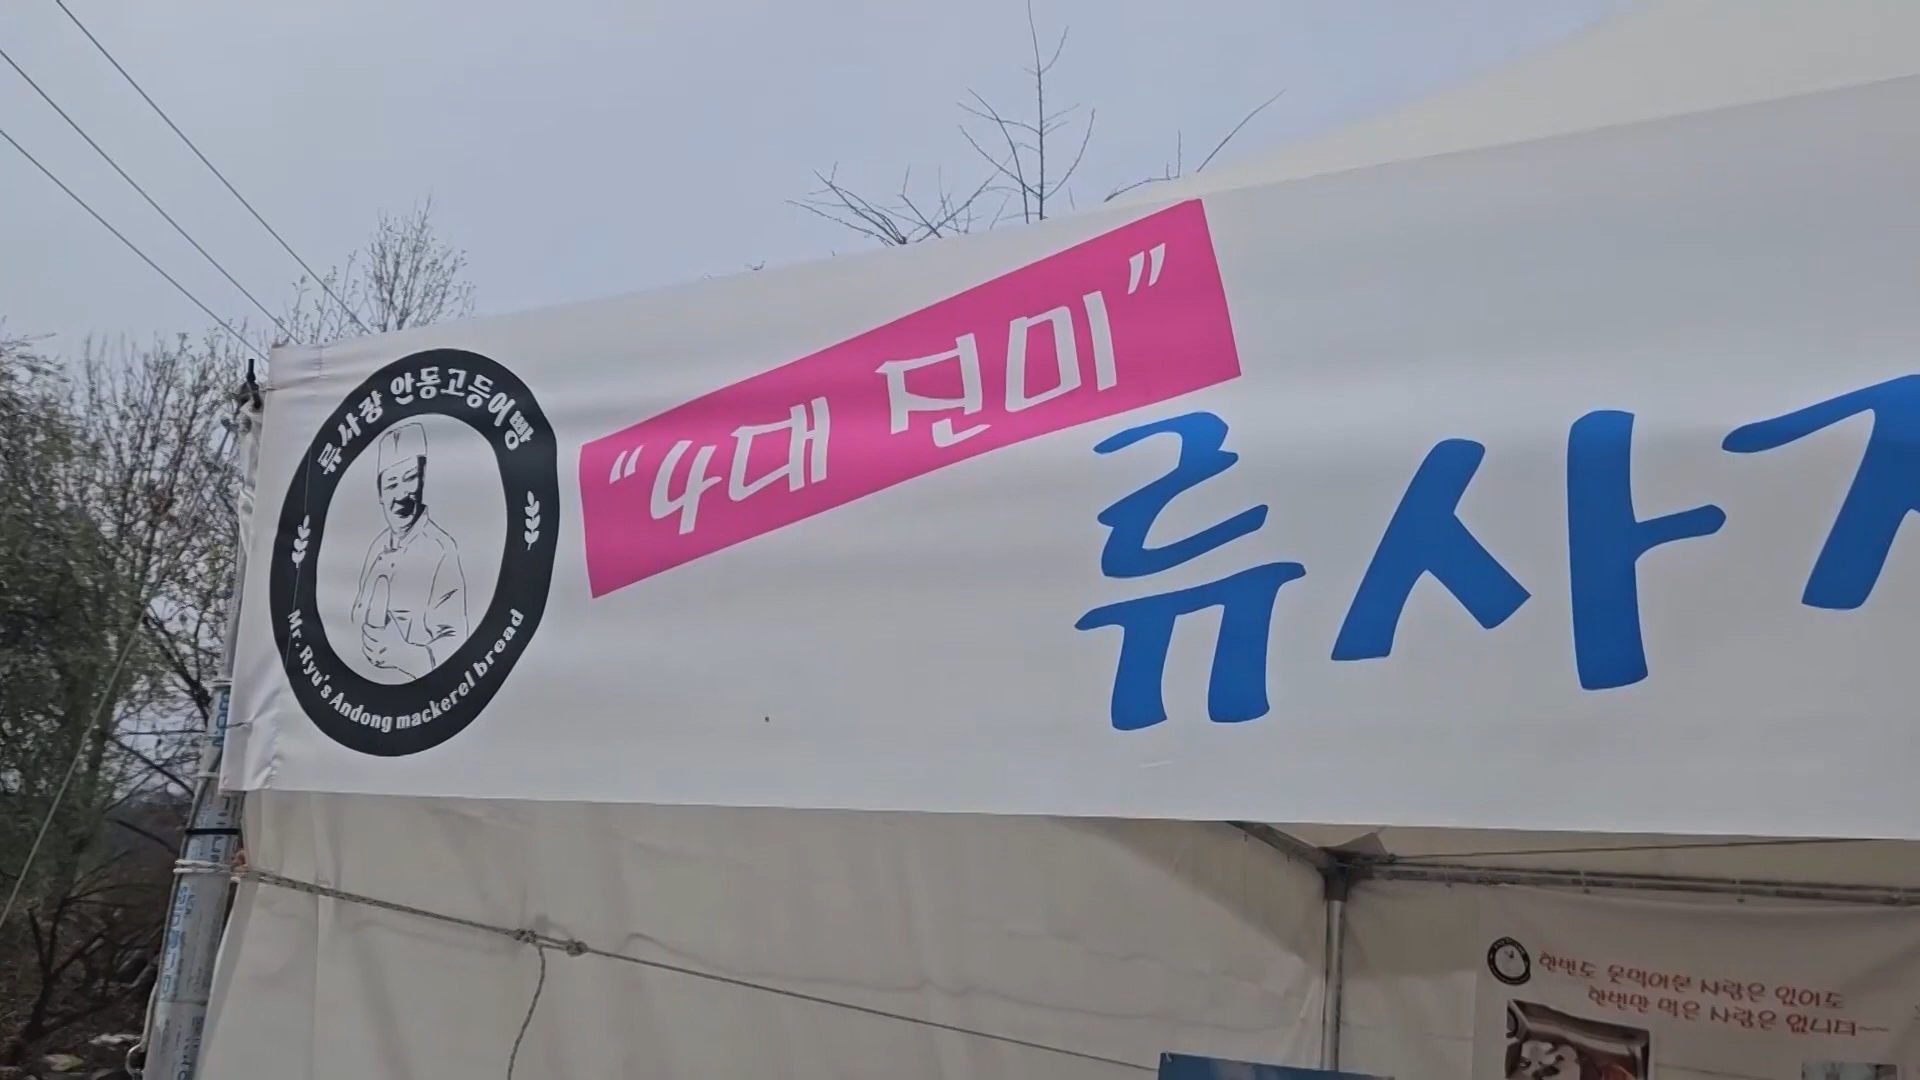 류사장 안동고등어빵
Mr. Ryu's Andong mackerel bread
"4대 진미"
류사
한번도 못먹어본 사람은 있어도
한번만 먹은 사람은 없니다~~